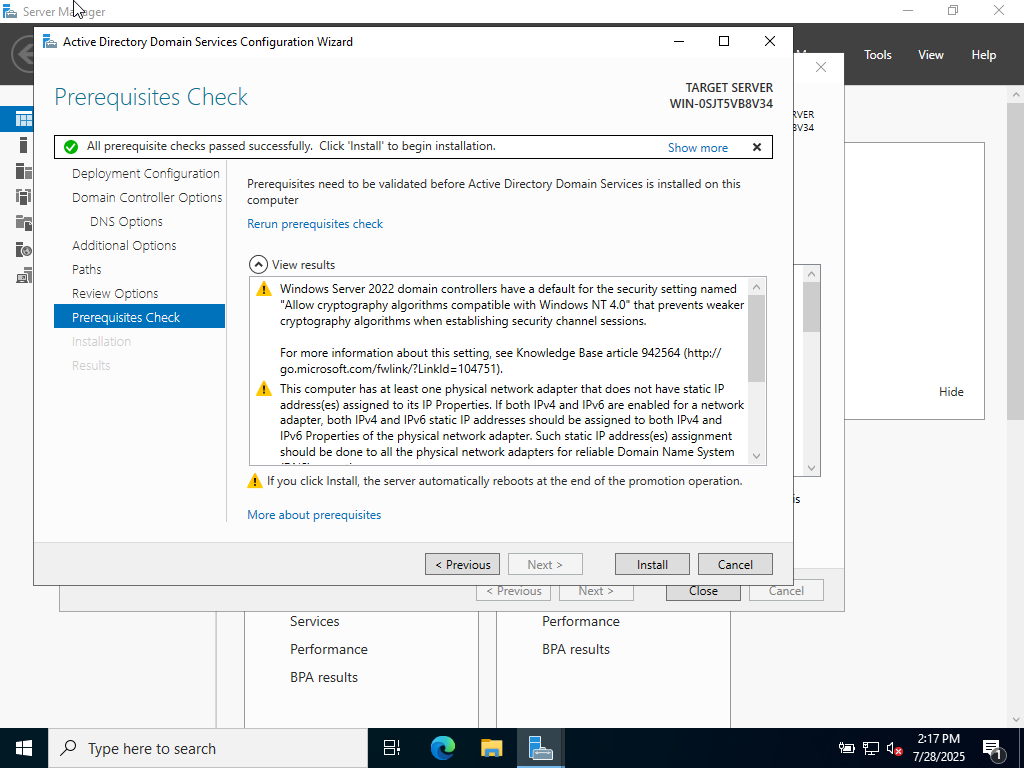 Server Manager
Active Directory Domain Services Configuration Wizard
Tools
View
Help
Prerequisites Check
TARGET SERVER
WIN-0SJT5VB8V34
All prerequisite checks passed successfully.  Click 'Install' to begin installation.
Show more
Deployment Configuration
Domain Controller Options
DNS Options
Additional Options
Paths
Review Options
Prerequisites Check
Installation
Results
Prerequisites need to be validated before Active Directory Domain Services is installed on this
computer
Rerun prerequisites check
View results
Windows Server 2022 domain controllers have a default for the security setting named
"Allow cryptography algorithms compatible with Windows NT 4.0" that prevents weaker
cryptography algorithms when establishing security channel sessions.
For more information about this setting, see Knowledge Base article 942564 (http://
go.microsoft.com/fwlink/?LinkId=104751).
This computer has at least one physical network adapter that does not have static IP
address(es) assigned to its IP Properties. If both IPv4 and IPv6 are enabled for a network
adapter, both IPv4 and IPv6 static IP addresses should be assigned to both IPv4 and
IPv6 Properties of the physical network adapter. Such static IP address(es) assignment
should be done to all the physical network adapters for reliable Domain Name System
If you click Install, the server automatically reboots at the end of the promotion operation.
More about prerequisites
< Previous
Next >
Install
Cancel
Hide
< Previous
Next >
Close
Cancel
Services
Performance
BPA results
Performance
BPA results
Type here to search
2:17 PM
7/28/2025
1